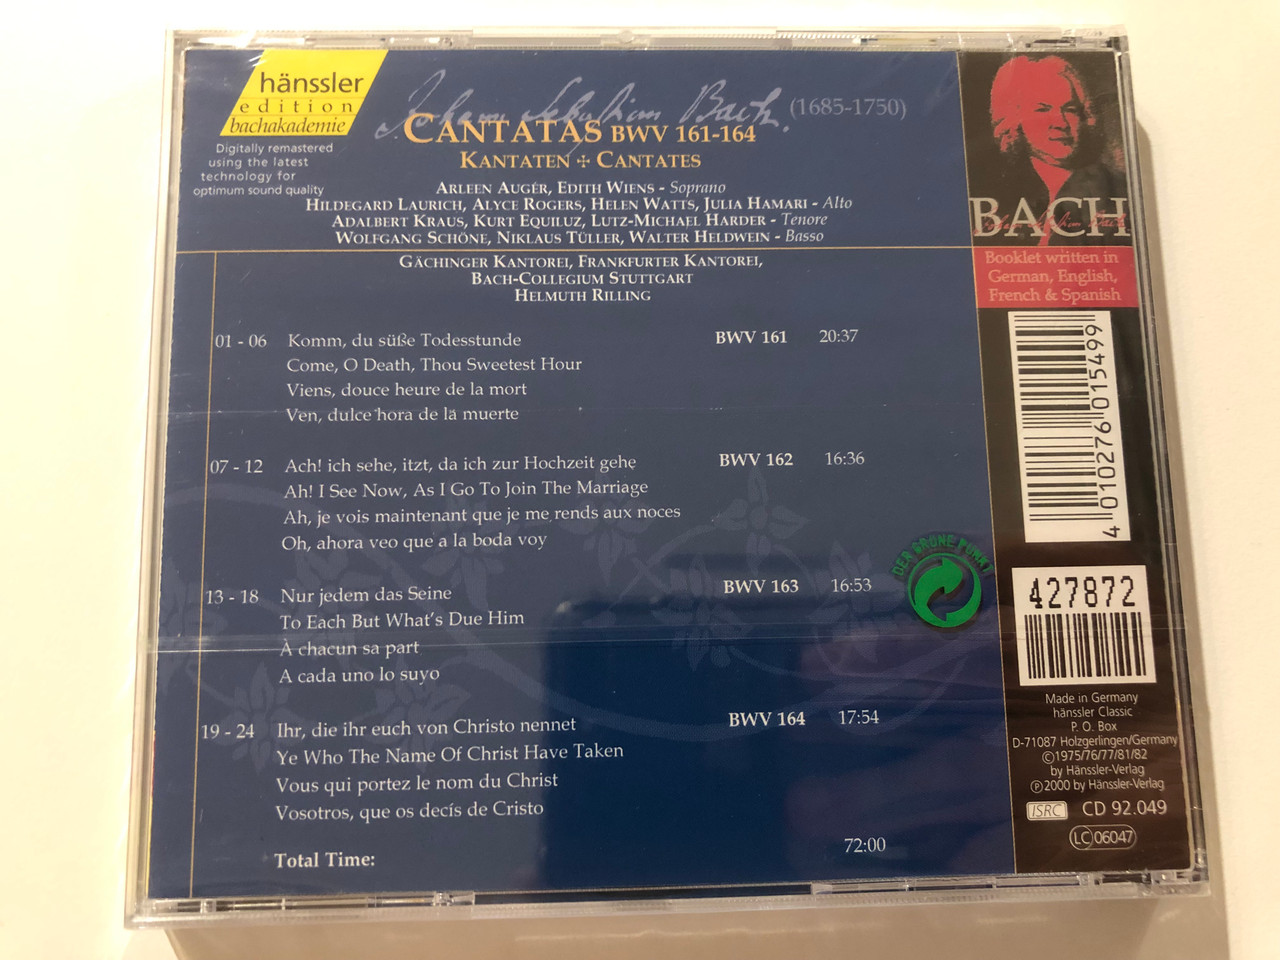 hänssler
edition
bachakademie
Digitally remastered
using the latest
technology for
optimum sound quality
Johann Sebastian Bach. (1685-1750)
CANTATAS BWV 161-164
KANTATEN ✢ CANTATES
ARLEEN AUGÉR, EDITH WIENS - Soprano
HILDEGARD LAURICH, ALYCE ROGERS, HELEN WATTS, JULIA HAMARI - Alto
ADALBERT KRAUS, KURT EQUILUZ, LUTZ-MICHAEL HARDER - Tenore
WOLFGANG SCHÖNE, NIKLAUS TÜLLER, WALTER HELDWEIN - Basso
GÄCHINGER KANTOREI, FRANKFURTER KANTOREI,
BACH-COLLEGIUM STUTTGART
HELMUTH RILLING
01 - 06 Komm, du süße Todesstunde BWV 161 20:37
Come, O Death, Thou Sweetest Hour
Viens, douce heure de la mort
Ven, dulce hora de la muerte
07 - 12 Ach! ich sehe, itzt, da ich zur Hochzeit gehe BWV 162 16:36
Ah! I See Now, As I Go To Join The Marriage
Ah, je vois maintenant que je me rends aux noces
Oh, ahora veo que a la boda voy
13 - 18 Nur jedem das Seine BWV 163 16:53
To Each But What's Due Him
À chacun sa part
A cada uno lo suyo
19 - 24 Ihr, die ihr euch von Christo nennet BWV 164 17:54
Ye Who The Name Of Christ Have Taken
Vous qui portez le nom du Christ
Vosotros, que os decís de Cristo
Total Time: 72:00
DER GRÜNE PUNKT
BACH
Booklet written in
German, English,
French & Spanish
4 010276 015499
427872
Made in Germany
hänssler Classic
P. O. Box
D-71087 Holzgerlingen/Germany
©1975/76/77/81/82
by Hänssler-Verlag
℗2000 by Hänssler-Verlag
ISRC CD 92.049
LC 06047